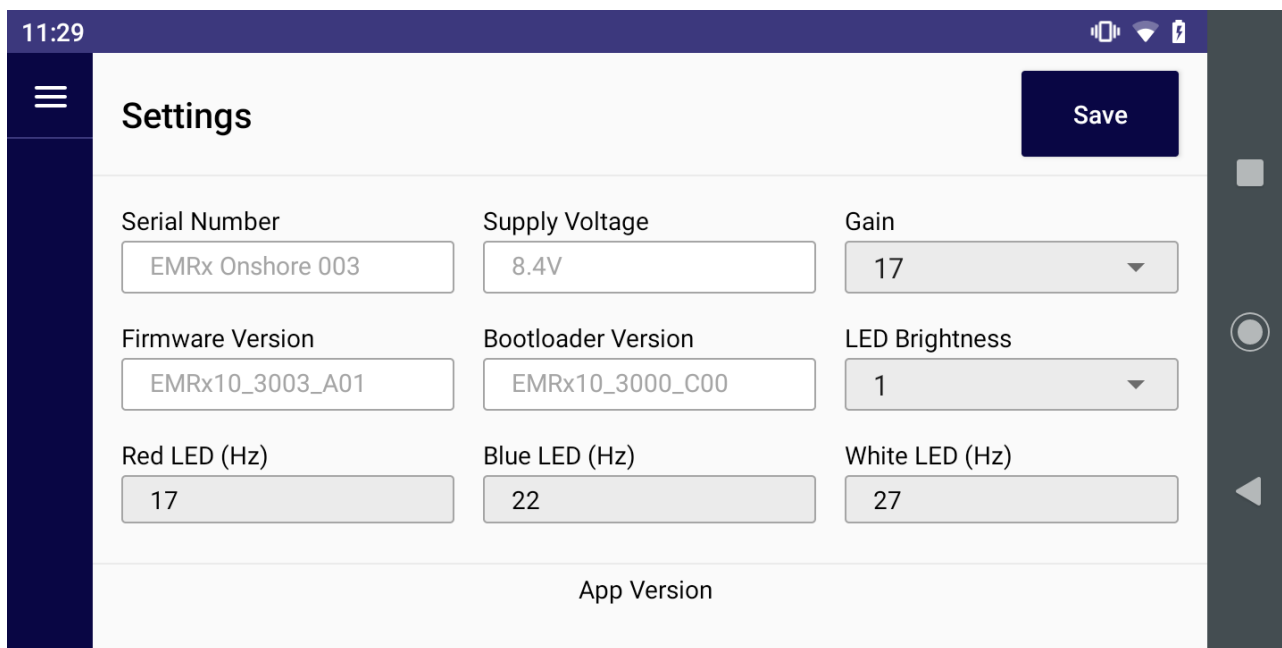 11:29
Settings
Save
Serial Number
Supply Voltage
Gain
EMRx Onshore 003
8.4V
17
Firmware Version
Bootloader Version
LED Brightness
EMRx10_3003_A01
EMRx10_3000_C00
1
Red LED (Hz)
Blue LED (Hz)
White LED (Hz)
17
22
27
App Version